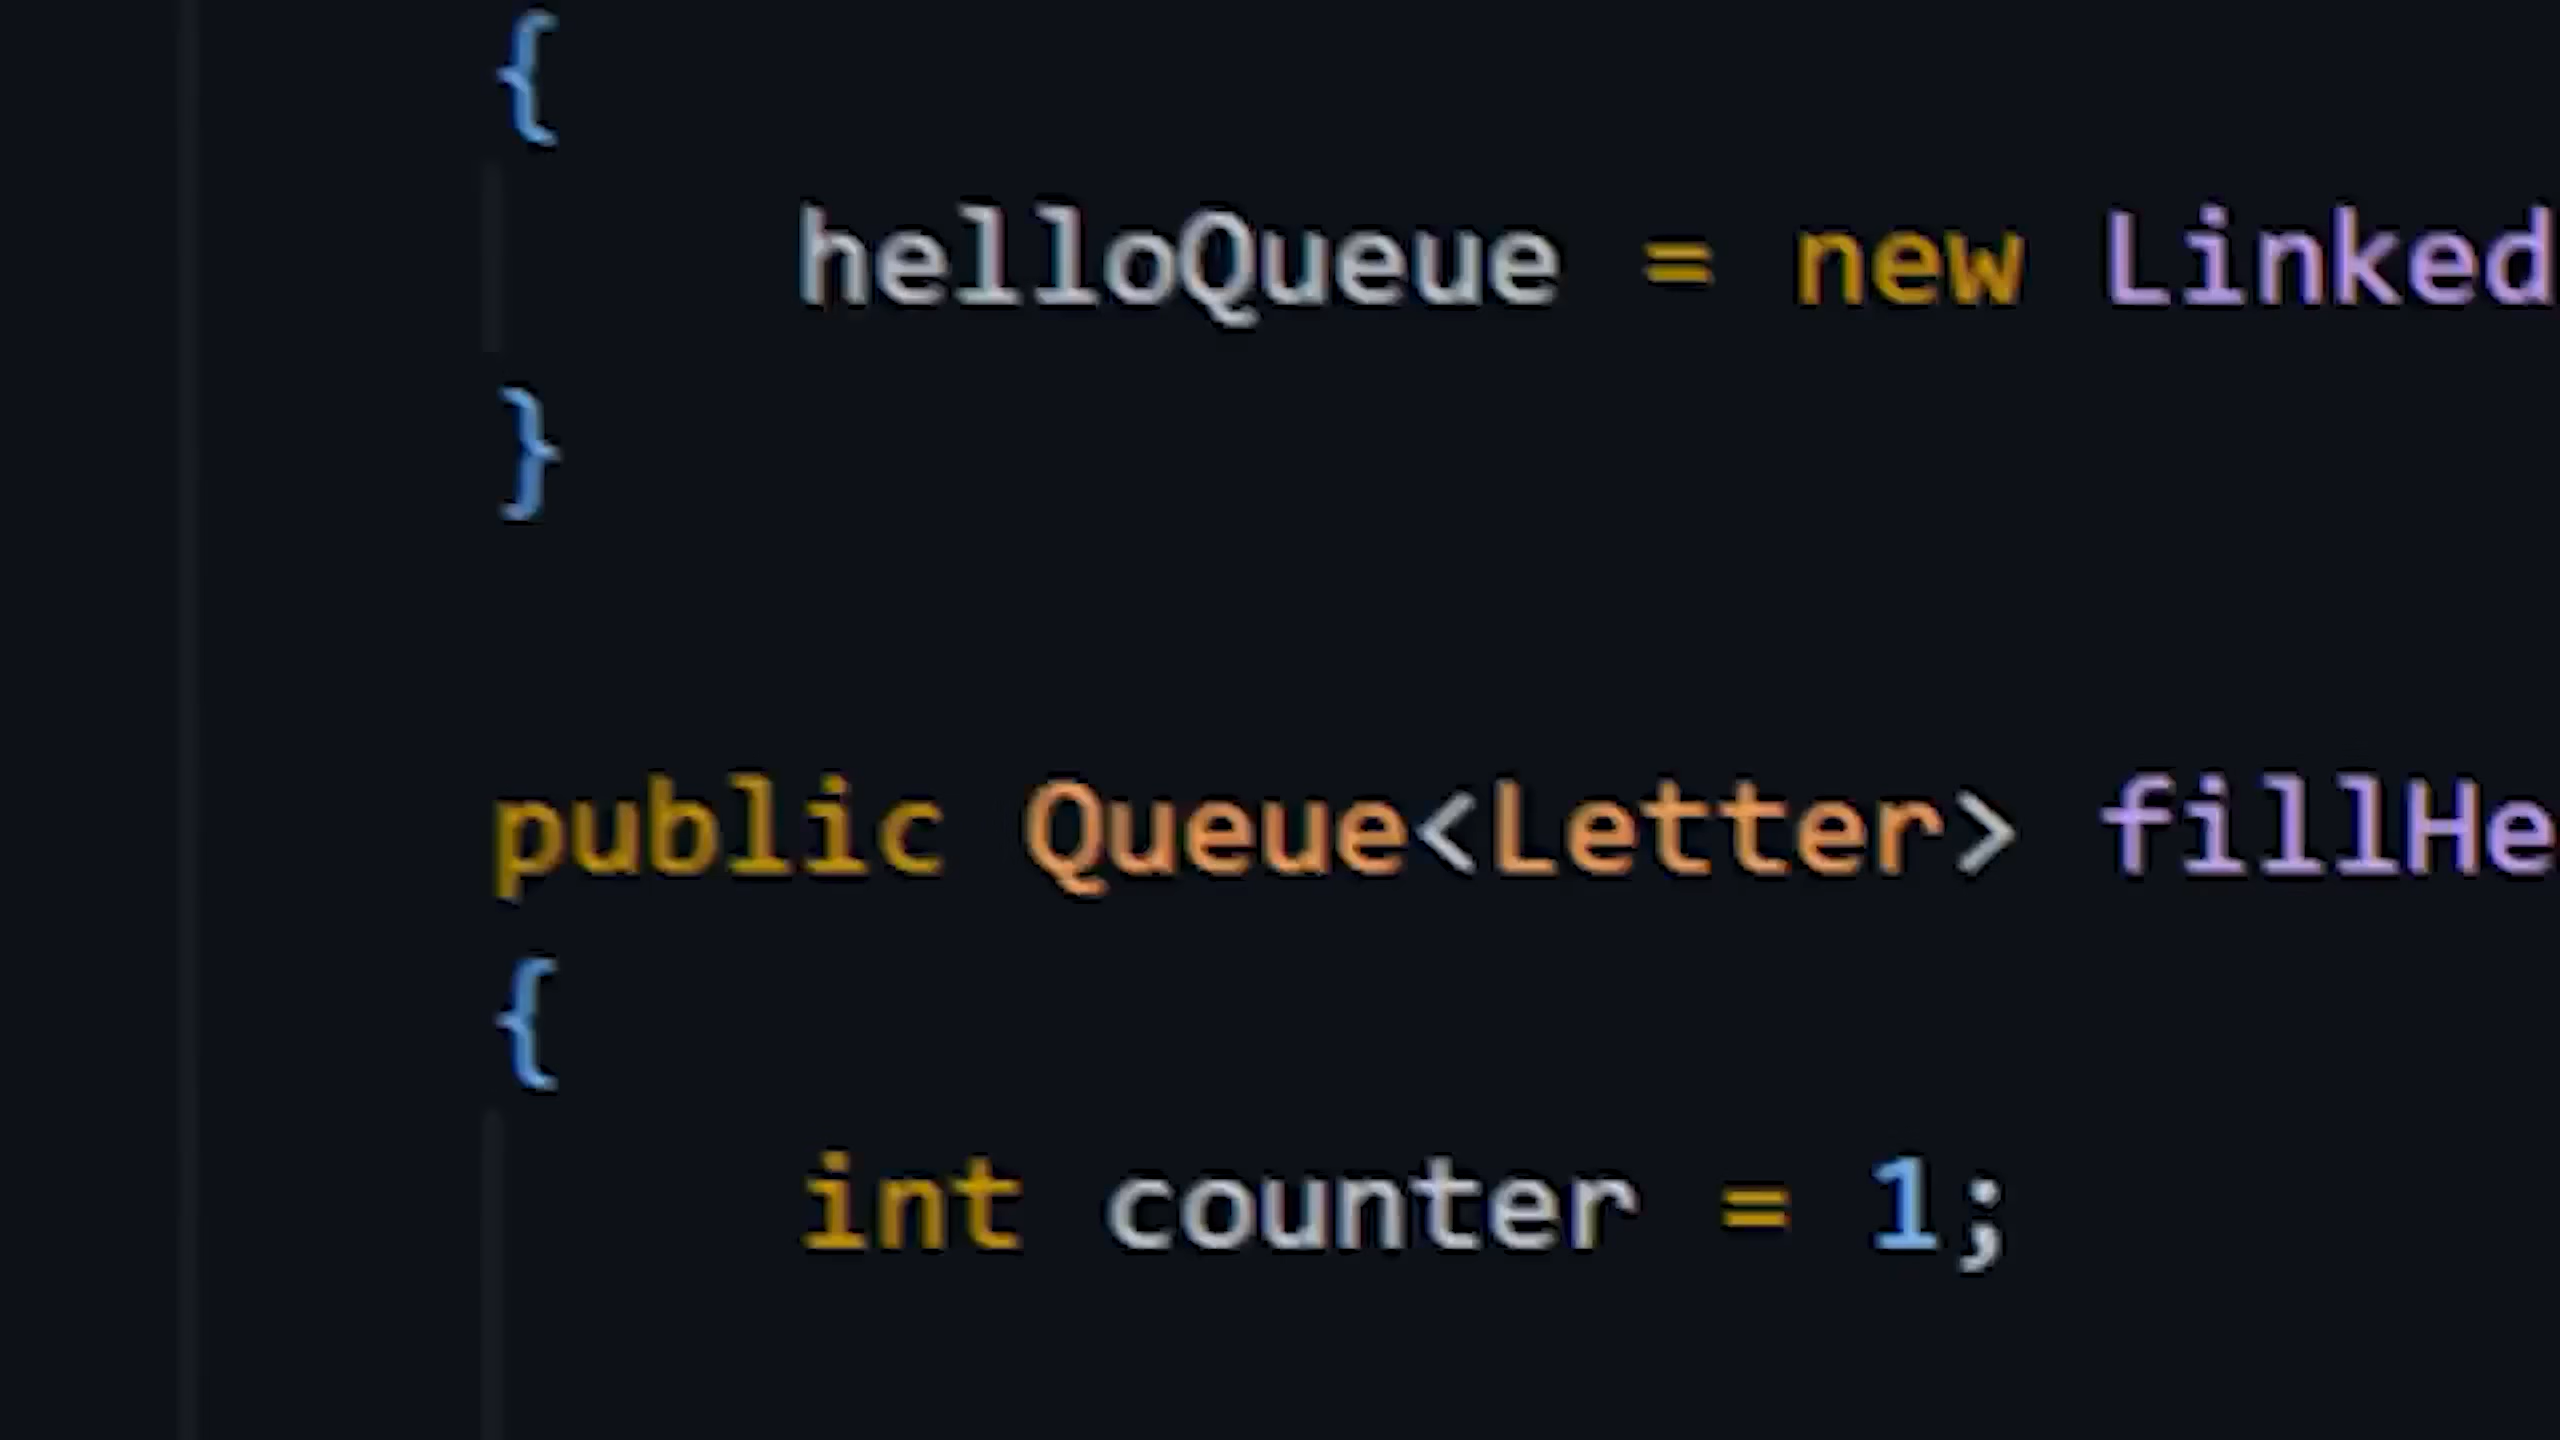 {
helloQueue = new Linked
}
public Queue<Letter> fillHe
{
int counter = 1;